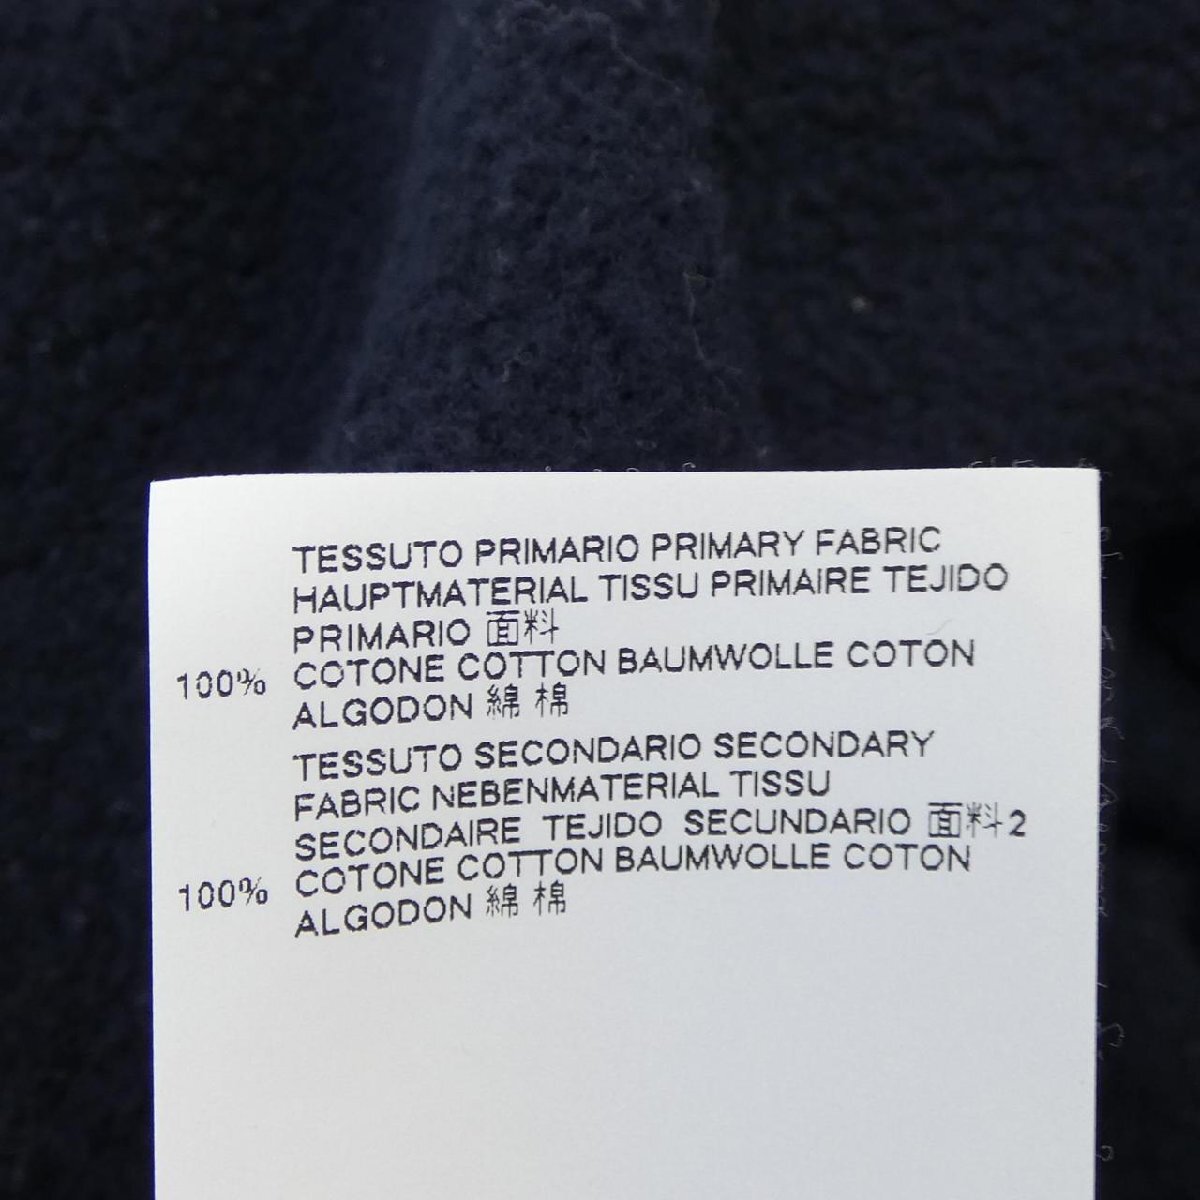 TESSUTO PRIMARIO PRIMARY FABRIC
HAUPTMATERIAL TISSU PRIMAIRE TEJIDO
PRIMARIO 面料
100% COTONE COTTON BAUMWOLLE COTON
ALGODON 綿 棉
TESSUTO SECONDARIO SECONDARY
FABRIC NEBENMATERIAL TISSU
SECONDAIRE TEJIDO SECUNDARIO 面料2
100% COTONE COTTON BAUMWOLLE COTON
ALGODON 綿 棉